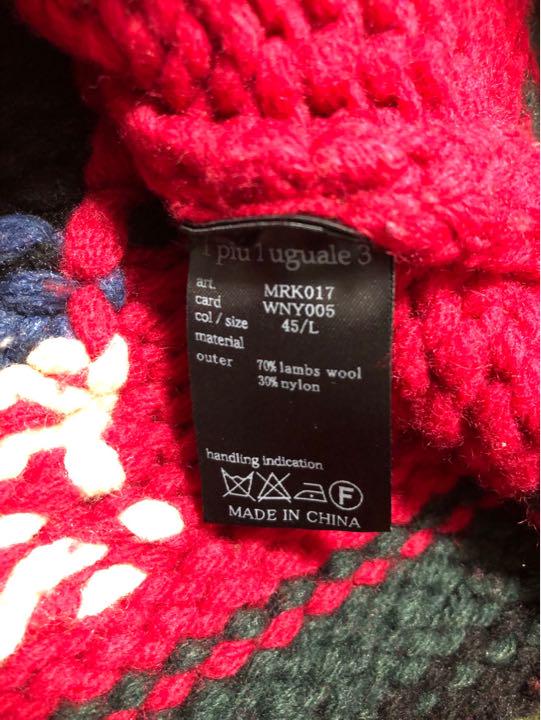 1 piu 1 uguale 3
art. MRK017
card WNY005
col / size 45/L
material
outer 70% lambs wool
30% nylon
handling indication
F
MADE IN CHINA